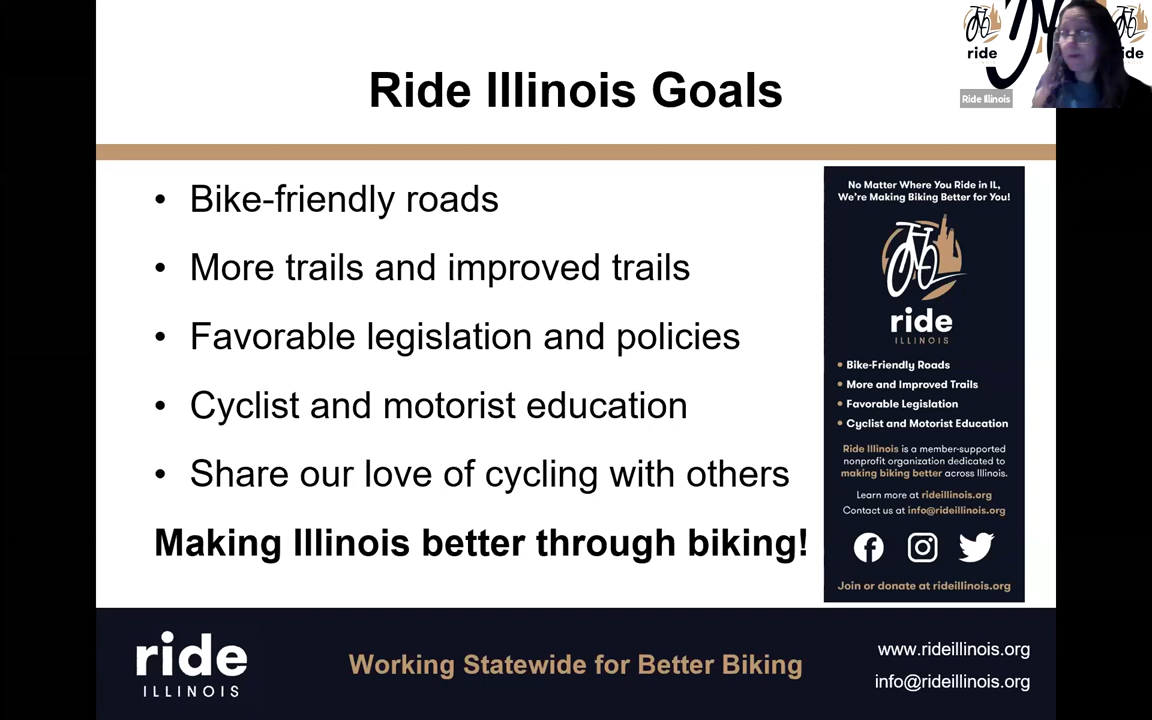 Ride Illinois Goals
ride
ride
Ride Illinois
• Bike-friendly roads
• More trails and improved trails
• Favorable legislation and policies
• Cyclist and motorist education
• Share our love of cycling with others
Making Illinois better through biking!
No Matter Where You Ride in IL,
We're Making Biking Better for You!
ride
ILLINOIS
• Bike-Friendly Roads
• More and Improved Trails
• Favorable Legislation
• Cyclist and Motorist Education
Ride Illinois is a member-supported
nonprofit organization dedicated to
making biking better across Illinois.
Learn more at rideillinois.org
Contact us at info@rideillinois.org
Join or donate at rideillinois.org
ride
ILLINOIS
Working Statewide for Better Biking
www.rideillinois.org
info@rideillinois.org